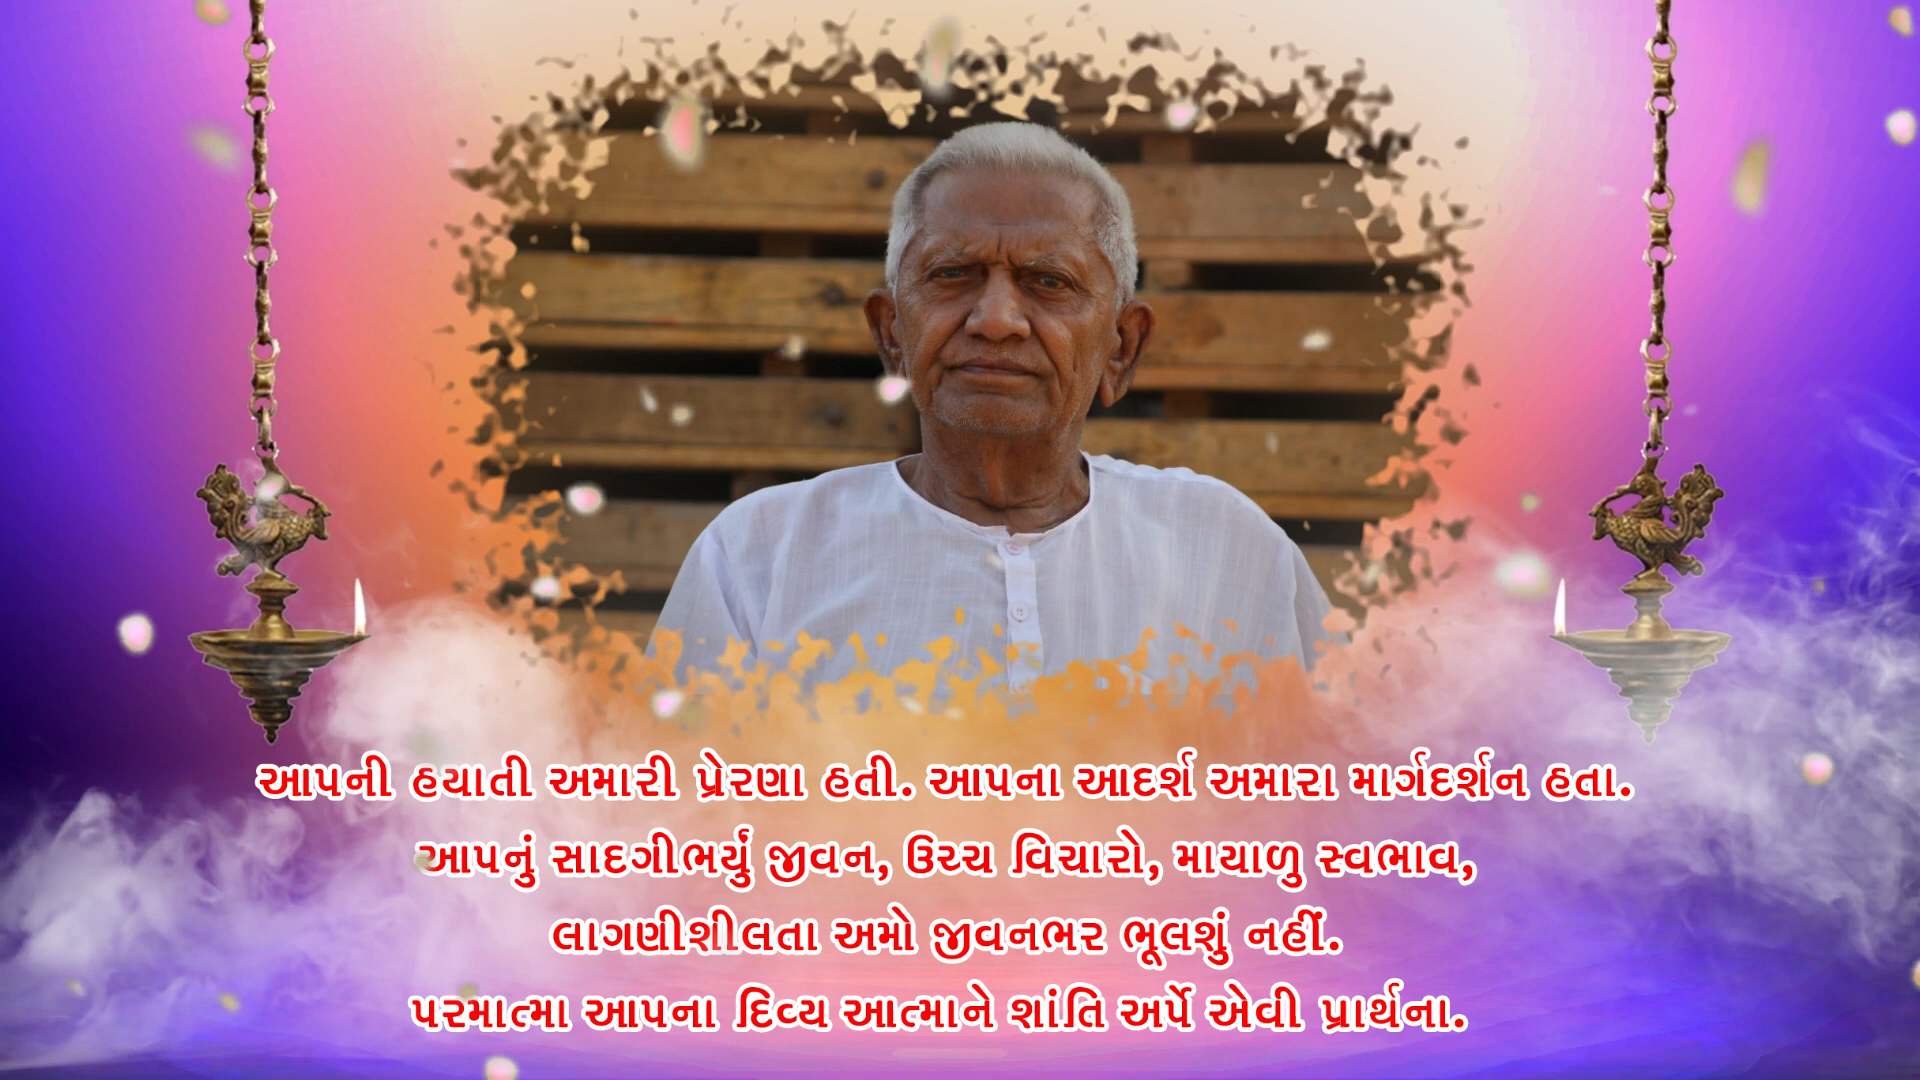 આપની હયાતી અમારી પ્રેરણા હતી. આપના આદર્શ અમારા માર્ગદર્શન હતા.
આપનું સાદગીભર્યું જીવન, ઉચ્ચ વિચારો, માયાળુ સ્વભાવ,
લાગણીશીલતા અમો જીવનભર ભૂલશું નહીં.
પરમાત્મા આપના દિવ્ય આત્માને શાંતિ અર્પે એવી પ્રાર્થના.